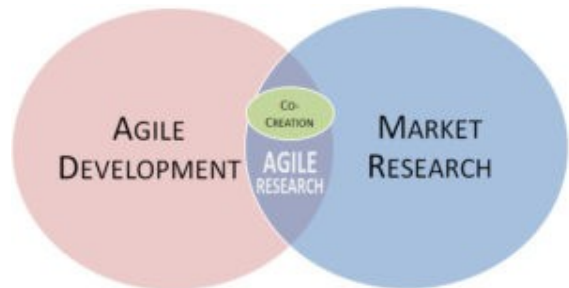 AGILE
DEVELOPMENT
CO-
CREATION
AGILE
RESEARCH
MARKET
RESEARCH